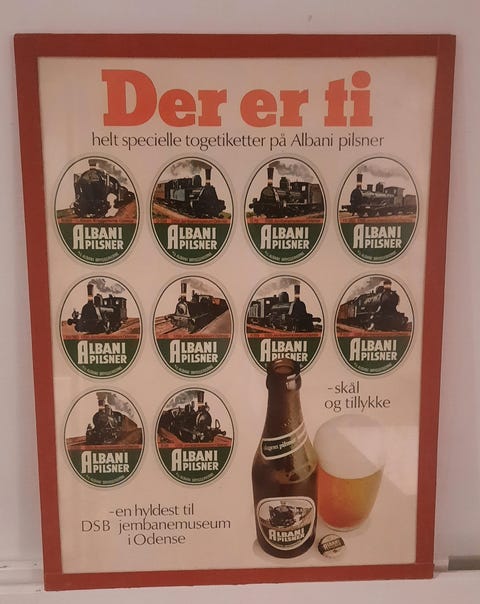 Der er ti
helt specielle togetiketter på Albani pilsner
ALBANI
PILSNER
ALBANI
PILSNER
ALBANI
PILSNER
ALBANI
PILSNER
ALBANI
PILSNER
ALBANI
PILSNER
ALBANI
PILSNER
ALBANI
PILSNER
-skål
og tillykke
ALBANI
PILSNER
ALBANI
PILSNER
ALBANI
PILSNER
-en hyldest til
DSB jernbanemuseum
i Odense